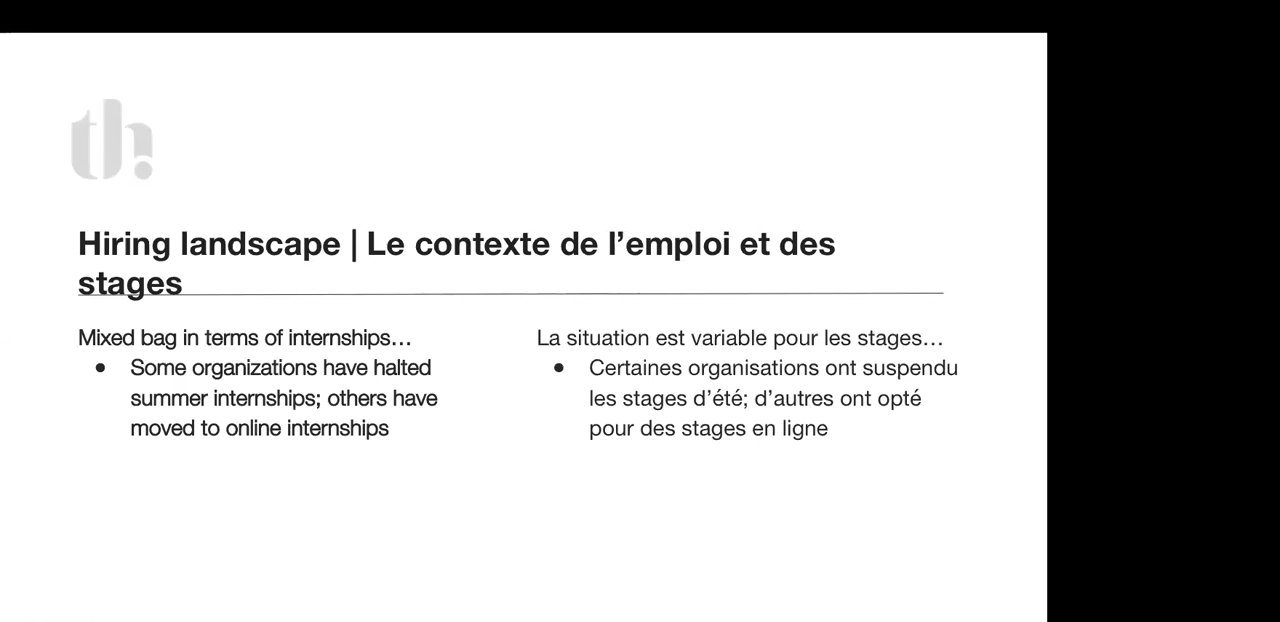 th
Hiring landscape | Le contexte de l’emploi et des
stages
Mixed bag in terms of internships…
● Some organizations have halted
summer internships; others have
moved to online internships
La situation est variable pour les stages…
● Certaines organisations ont suspendu
les stages d’été; d’autres ont opté
pour des stages en ligne